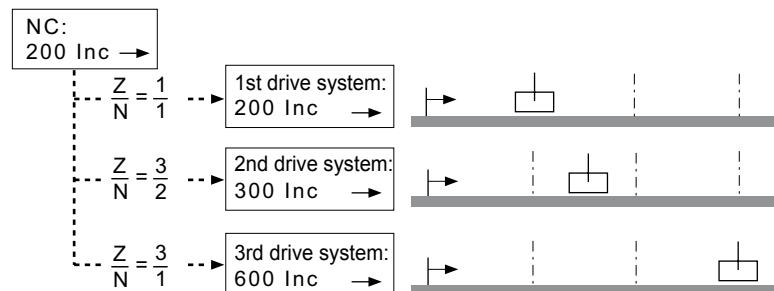 NC:
200 Inc
Z/N = 1/1
1st drive system:
200 Inc
Z/N = 3/2
2nd drive system:
300 Inc
Z/N = 3/1
3rd drive system:
600 Inc